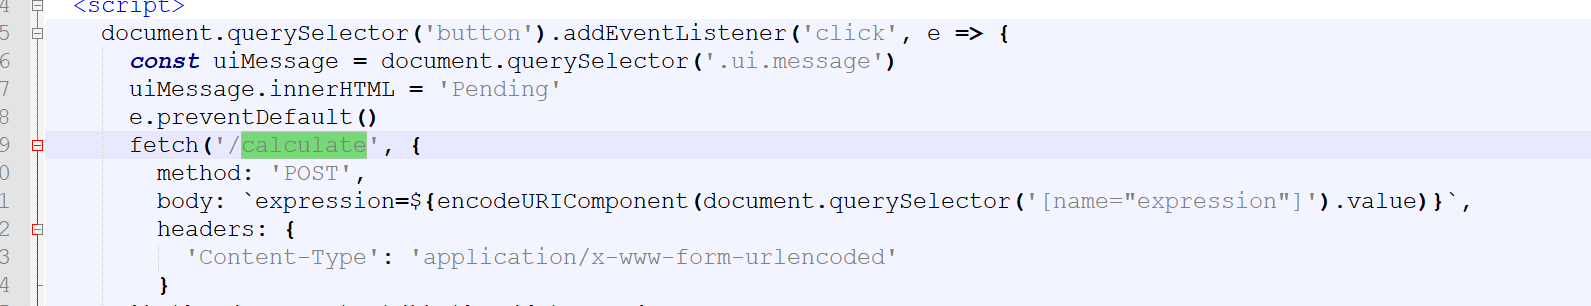 4 <script>
5 document.querySelector('button').addEventListener('click', e => {
6 const uiMessage = document.querySelector('.ui.message')
7 uiMessage.innerHTML = 'Pending'
8 e.preventDefault()
9 fetch('/calculate', {
0 method: 'POST',
1 body: `expression=${encodeURIComponent(document.querySelector('[name="expression"]').value)}`,
2 headers: {
3 'Content-Type': 'application/x-www-form-urlencoded'
4 }